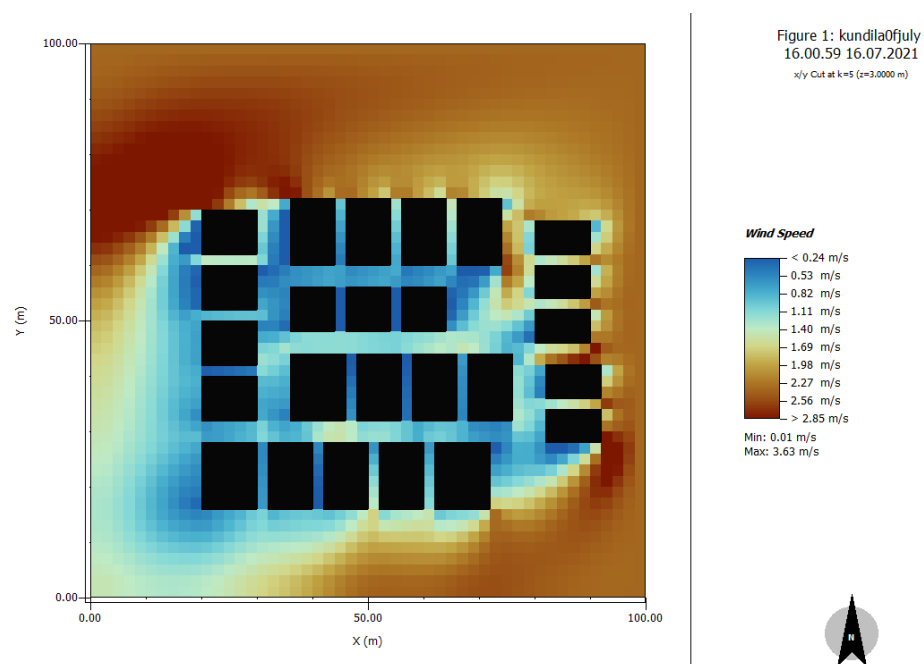 Figure 1: kundila0fjuly
16.00.59 16.07.2021
x/y Cut at k=5 (z=3.0000 m)
100.00
50.00
0.00
Y (m)
0.00
50.00
100.00
X (m)
Wind Speed
< 0.24 m/s
0.53 m/s
0.82 m/s
1.11 m/s
1.40 m/s
1.69 m/s
1.98 m/s
2.27 m/s
2.56 m/s
> 2.85 m/s
Min: 0.01 m/s
Max: 3.63 m/s
N